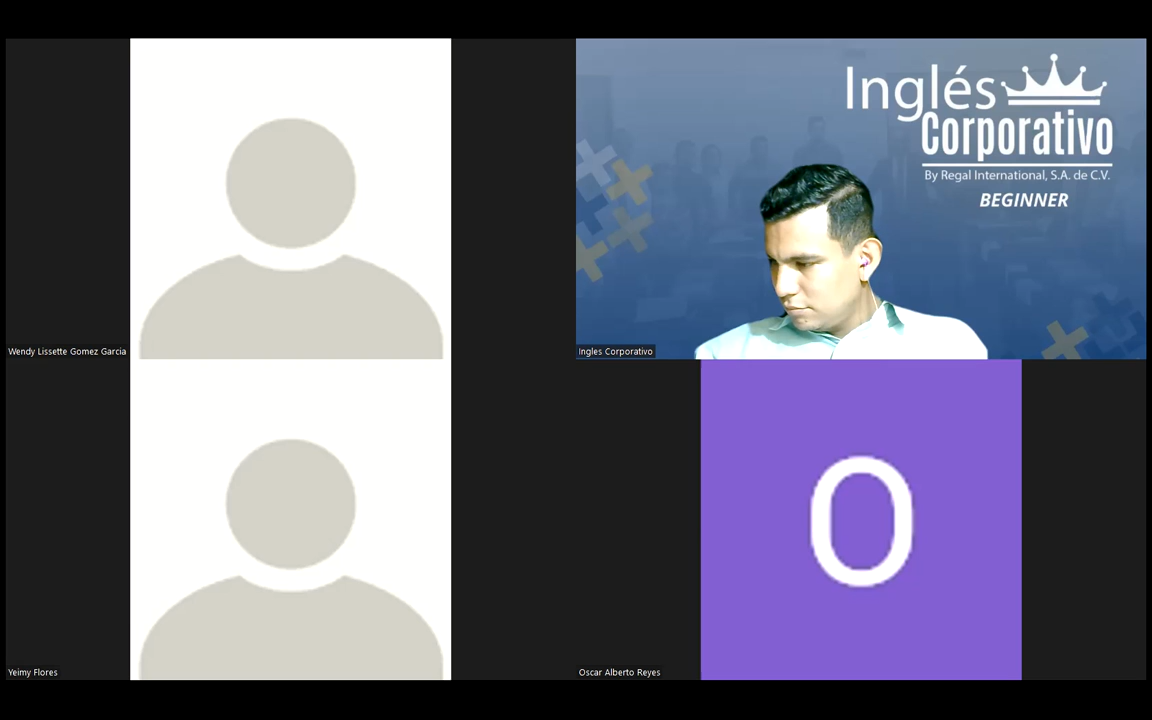 Inglés
Corporativo
By Regal International, S.A. de C.V.
BEGINNER
Wendy Lissette Gomez Garcia
Ingles Corporativo
O
Yeimy Flores
Oscar Alberto Reyes